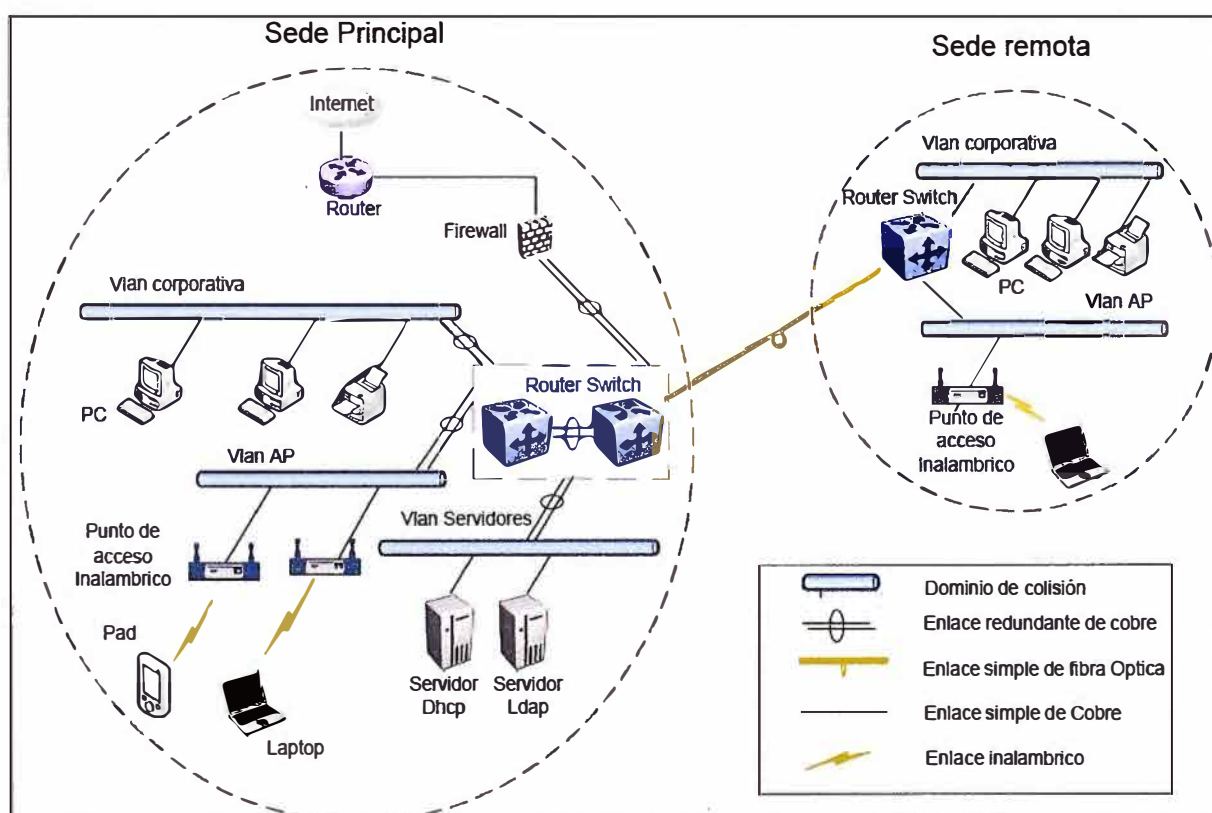 Sede Principal
Sede remota
Internet
Router
Firewall
Vlan corporativa
PC
Router Switch
Vlan AP
Punto de
acceso
Inalambrico
Pad
Laptop
Vlan Servidores
Servidor
Dhcp
Servidor
Ldap
Vlan corporativa
Router Switch
PC
Vlan AP
Punto de
acceso
inalambrico
Dominio de colisión
Enlace redundante de cobre
Enlace simple de fibra Optica
Enlace simple de Cobre
Enlace inalambrico